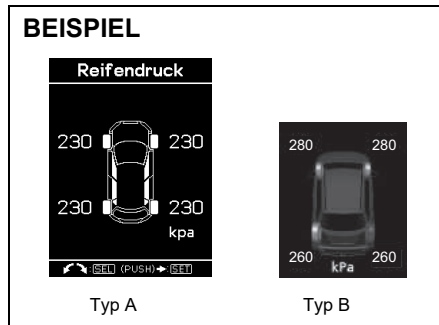 BEISPIEL
Reifendruck
230 230
230 230
kpa
SEL (PUSH) SET
Typ A
280 280
260 260
kPa
Typ B